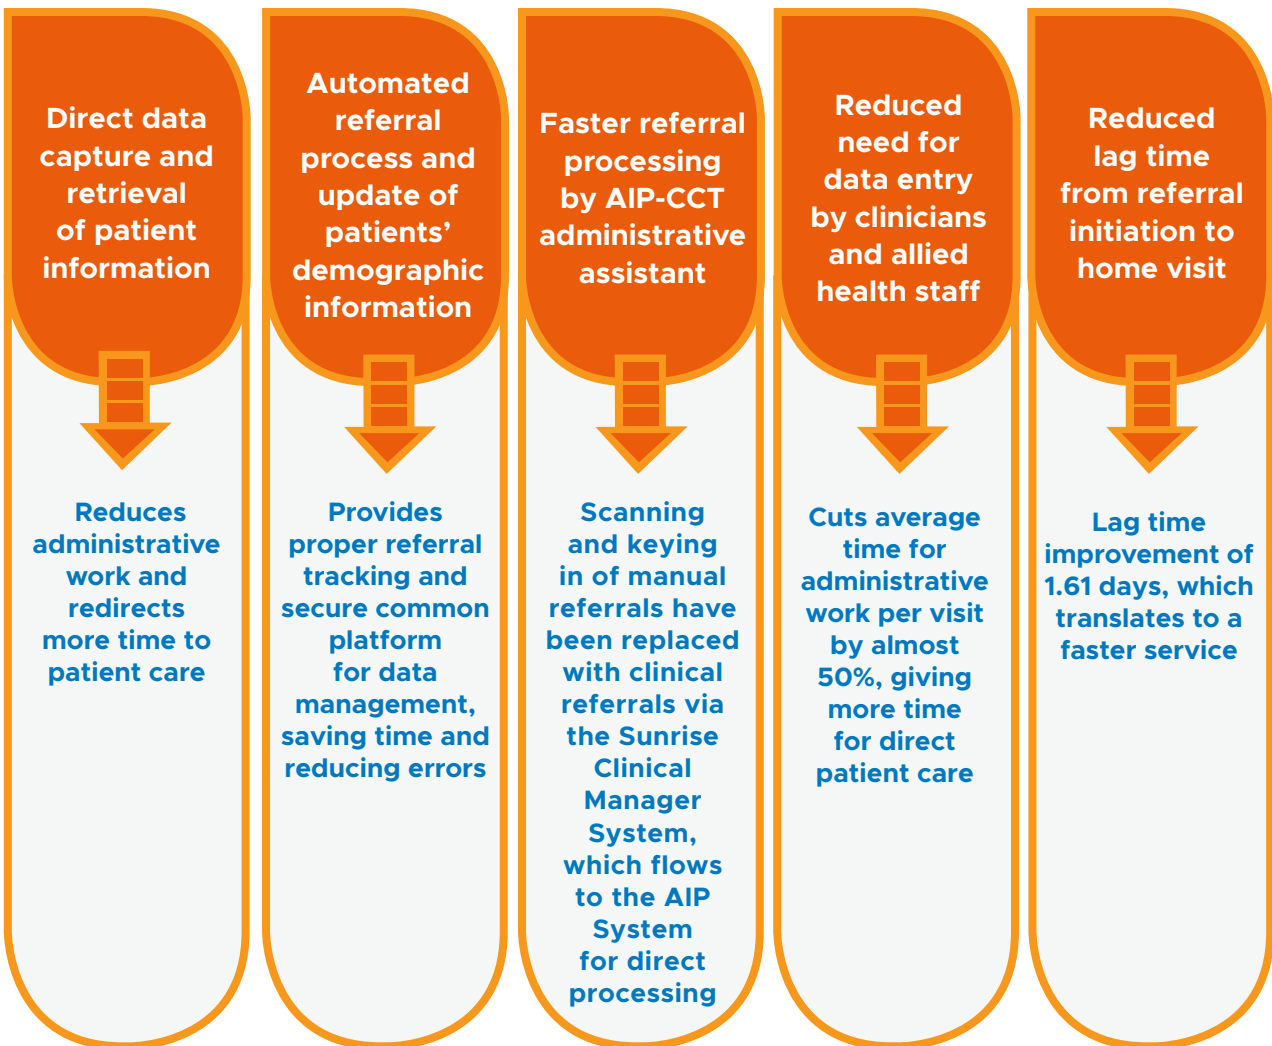 Direct data
capture and
retrieval
of patient
information
Reduces
administrative
work and
redirects
more time to
patient care
Automated
referral
process and
update of
patients’
demographic
information
Provides
proper referral
tracking and
secure common
platform
for data
management,
saving time and
reducing errors
Faster referral
processing
by AIP-CCT
administrative
assistant
Scanning
and keying
in of manual
referrals have
been replaced
with clinical
referrals via
the Sunrise
Clinical
Manager
System,
which flows
to the AIP
System
for direct
processing
Reduced
need for
data entry
by clinicians
and allied
health staff
Cuts average
time for
administrative
work per visit
by almost
50%, giving
more time
for direct
patient care
Reduced
lag time
from referral
initiation to
home visit
Lag time
improvement of
1.61 days, which
translates to a
faster service